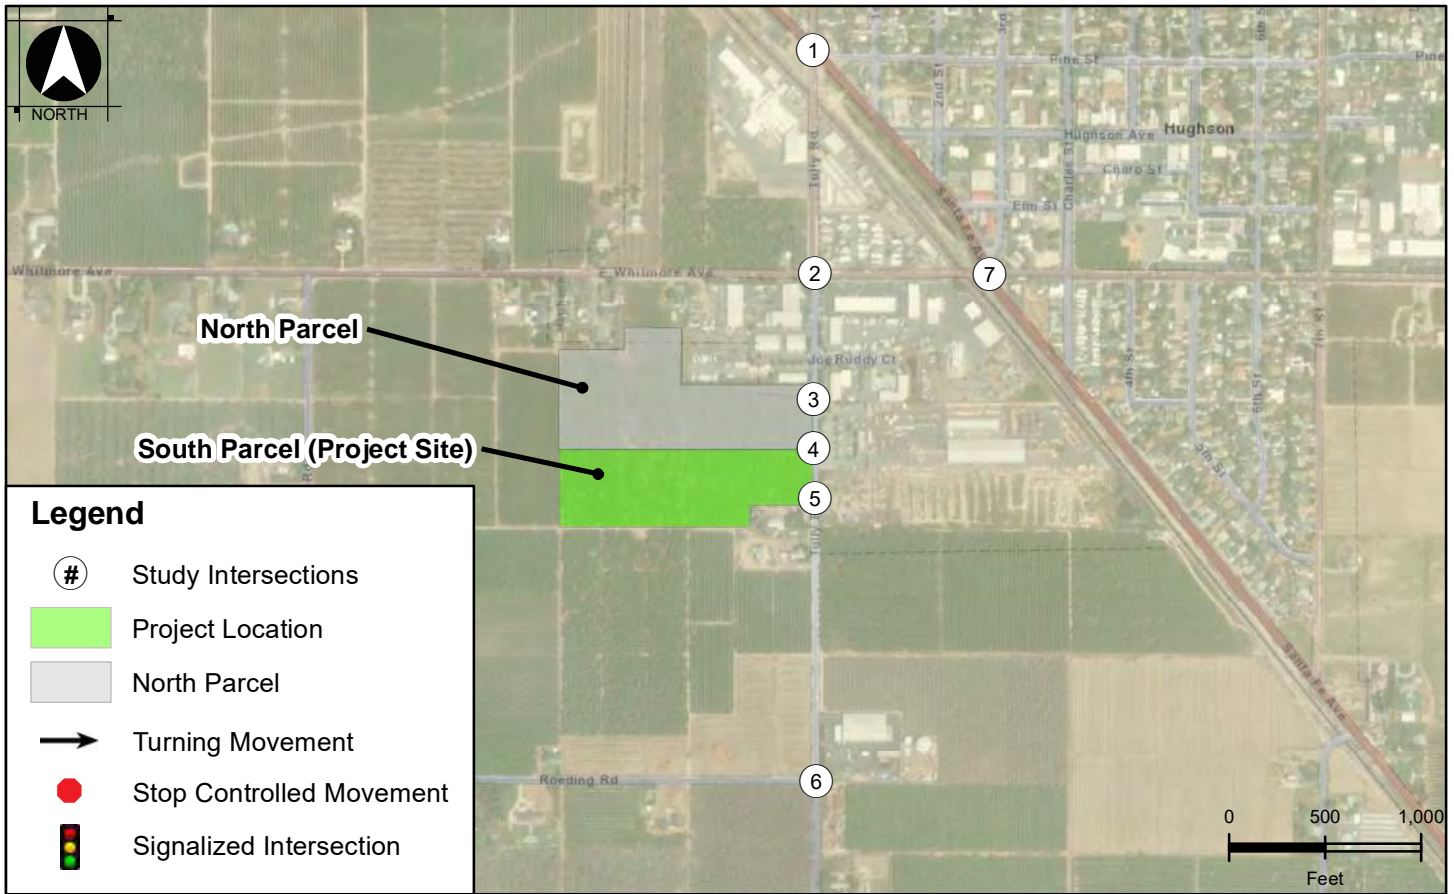 NORTH
1
Pine St
Pine
2nd St
3rd
6th S
Tully Rd
Hughson Ave
Hughson
Charles St
Charo St
Elm St
Santa Fe Av
Whitmore Ave
E Whitmore Ave
2
7
North Parcel
Joe Ruddy Ct
3
4th St
6th St
7th St
South Parcel (Project Site)
4
5th St
5
Legend
# Study Intersections
Project Location
North Parcel
Turning Movement
Stop Controlled Movement
Signalized Intersection
Santa Fe Ave
Roeding Rd
6
0 500 1,000
Feet